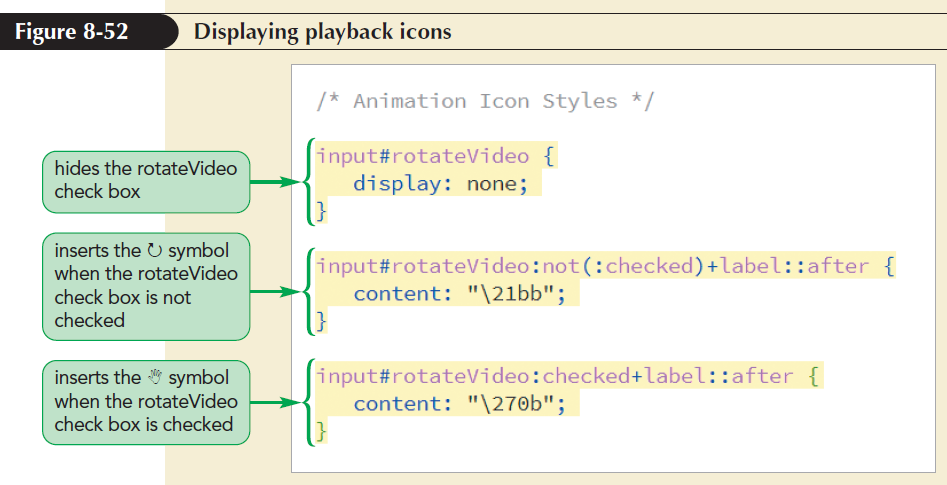 Figure 8-52
Displaying playback icons
/* Animation Icon Styles */
hides the rotateVideo
check box
input#rotateVideo {
display: none;
}
inserts the ↻ symbol
when the rotateVideo
check box is not
checked
input#rotateVideo:not(:checked)+label::after {
content: "\21bb";
}
inserts the ✋ symbol
when the rotateVideo
check box is checked
input#rotateVideo:checked+label::after {
content: "\270b";
}